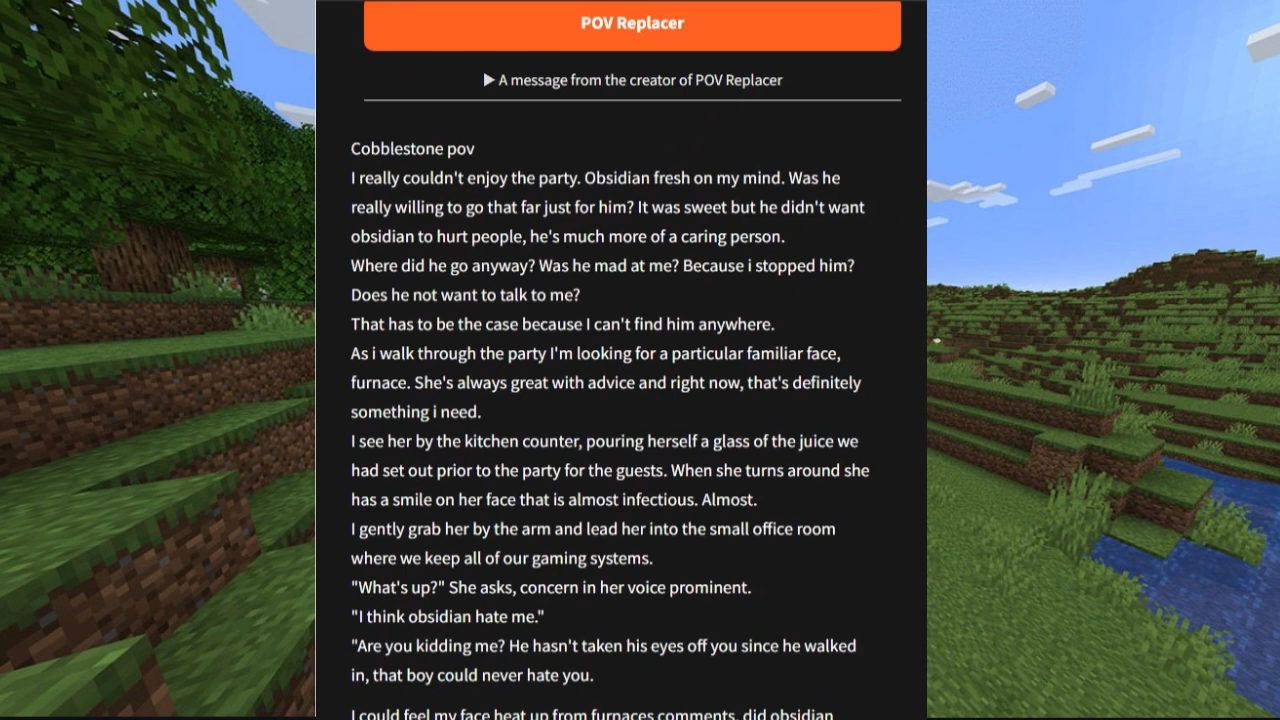 POV Replacer
▶ A message from the creator of POV Replacer
Cobblestone pov
I really couldn't enjoy the party. Obsidian fresh on my mind. Was he
really willing to go that far just for him? It was sweet but he didn't want
obsidian to hurt people, he's much more of a caring person.
Where did he go anyway? Was he mad at me? Because i stopped him?
Does he not want to talk to me?
That has to be the case because I can't find him anywhere.
As i walk through the party I'm looking for a particular familiar face,
furnace. She's always great with advice and right now, that's definitely
something i need.
I see her by the kitchen counter, pouring herself a glass of the juice we
had set out prior to the party for the guests. When she turns around she
has a smile on her face that is almost infectious. Almost.
I gently grab her by the arm and lead her into the small office room
where we keep all of our gaming systems.
"What's up?" She asks, concern in her voice prominent.
"I think obsidian hate me."
"Are you kidding me? He hasn't taken his eyes off you since he walked
in, that boy could never hate you.
I could feel my face heat up from furnaces comments, did obsidian